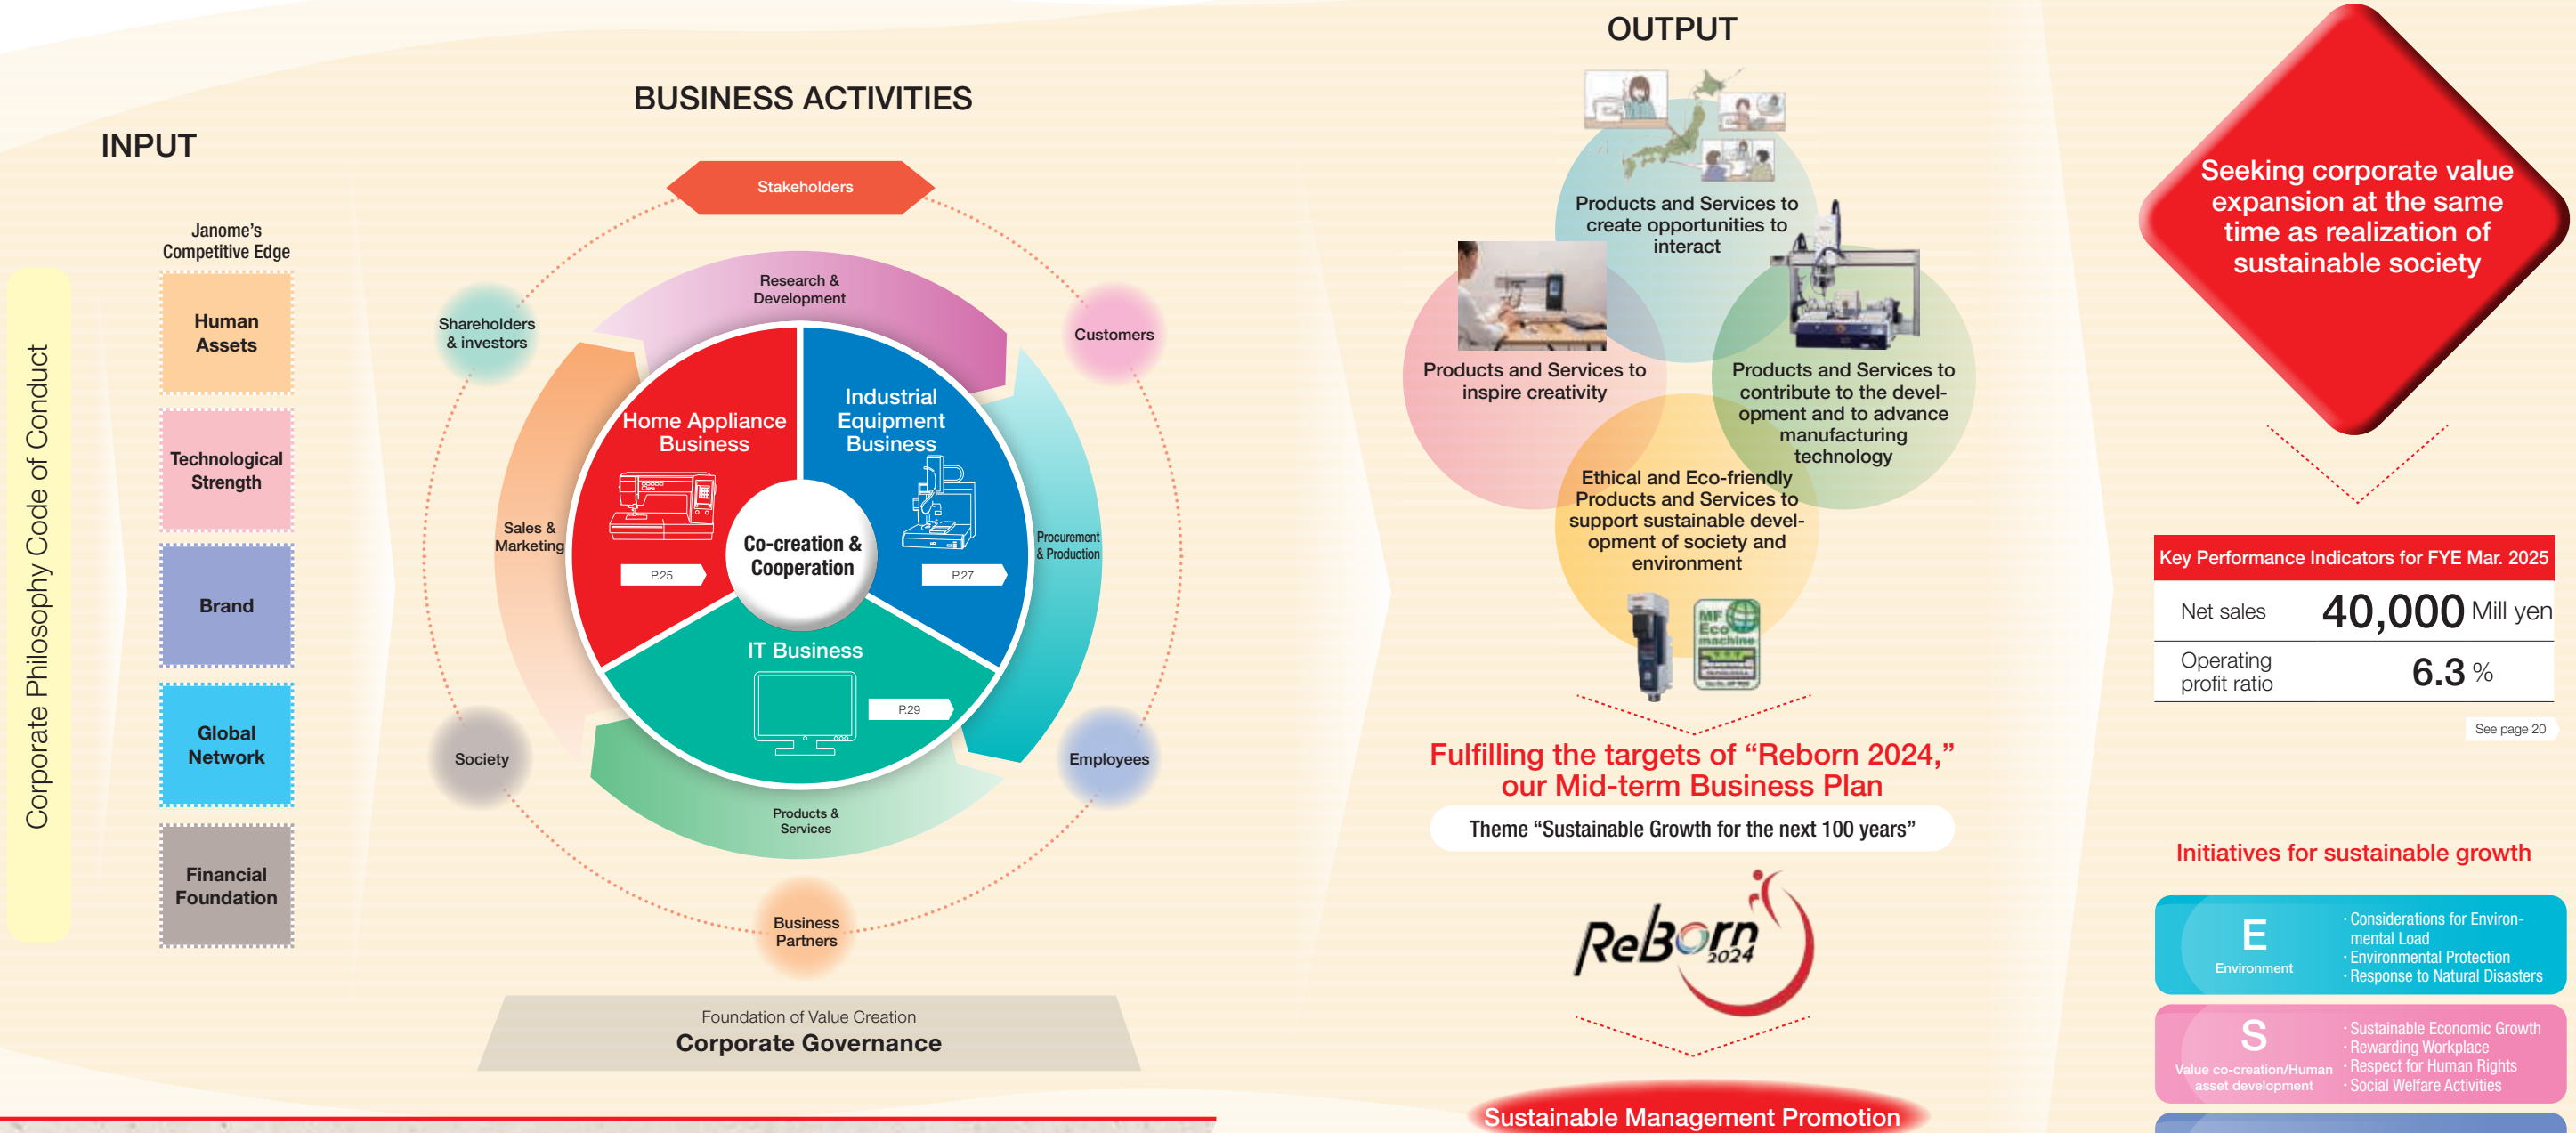 Corporate Philosophy Code of Conduct
INPUT
Janome's
Competitive Edge
Human
Assets
Technological
Strength
Brand
Global
Network
Financial
Foundation
BUSINESS ACTIVITIES
Stakeholders
Shareholders
& investors
Customers
Employees
Business
Partners
Society
Research &
Development
Procurement
& Production
Products &
Services
Sales &
Marketing
Home Appliance
Business
P.25
Industrial
Equipment
Business
P.27
IT Business
P.29
Co-creation &
Cooperation
Foundation of Value Creation
Corporate Governance
OUTPUT
Products and Services to
create opportunities to
interact
Products and Services to
inspire creativity
Products and Services to
contribute to the devel-
opment and to advance
manufacturing
technology
Ethical and Eco-friendly
Products and Services to
support sustainable devel-
opment of society and
environment
MF
Eco
machine
Fulfilling the targets of “Reborn 2024,”
our Mid-term Business Plan
Theme “Sustainable Growth for the next 100 years”
ReBorn
2024
Sustainable Management Promotion
Seeking corporate value
expansion at the same
time as realization of
sustainable society
Key Performance Indicators for FYE Mar. 2025
Net sales 40,000 Mill yen
Operating
profit ratio 6.3 %
See page 20
Initiatives for sustainable growth
E
Environment
· Considerations for Environ-
mental Load
· Environmental Protection
· Response to Natural Disasters
S
Value co-creation/Human
asset development
· Sustainable Economic Growth
· Rewarding Workplace
· Respect for Human Rights
· Social Welfare Activities